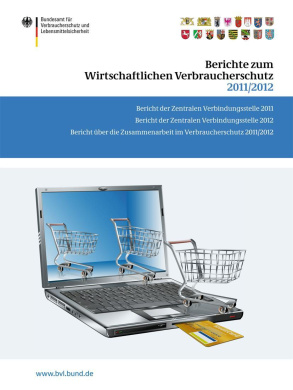 Bundesamt für
Verbraucherschutz und
Lebensmittelsicherheit
Berichte zum
Wirtschaftlichen Verbraucherschutz
2011/2012
Bericht der Zentralen Verbindungsstelle 2011
Bericht der Zentralen Verbindungsstelle 2012
Bericht über die Zusammenarbeit im Verbraucherschutz 2011/2012
www.bvl.bund.de